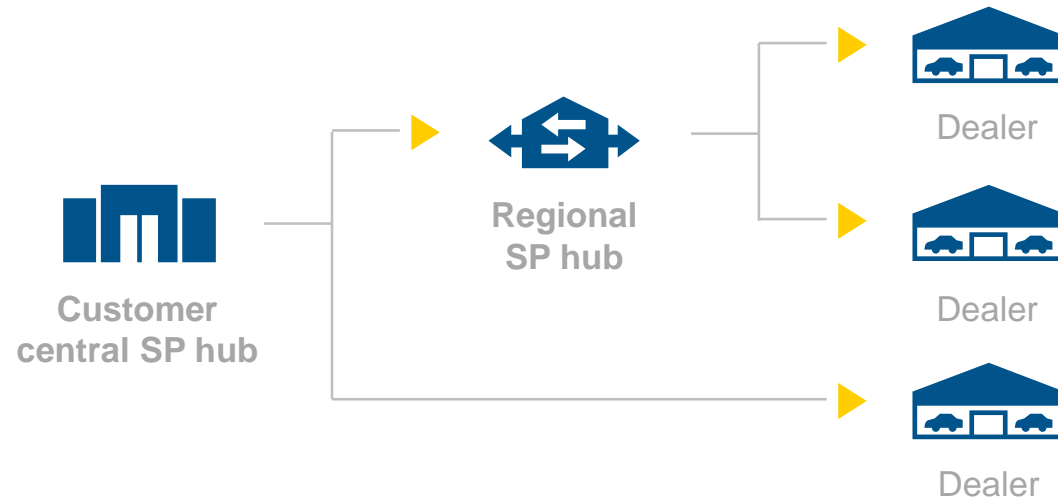 Dealer
Regional
SP hub
Dealer
Customer
central SP hub
Dealer